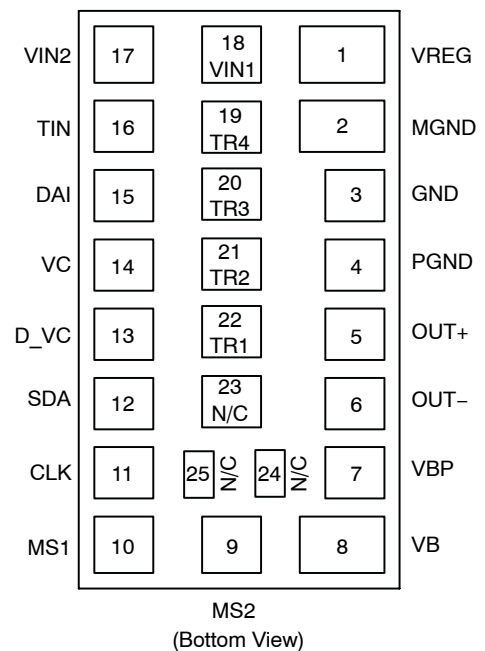 VIN2 17 18 1 VREG
VIN1
TIN 16 19 2 MGND
TR4
DAI 15 20 3 GND
TR3
VC 14 21 4 PGND
TR2
D_VC 13 22 5 OUT+
TR1
SDA 12 23 6 OUT−
N/C
CLK 11 25 N/C 24 N/C 7 VBP
MS1 10 9 8 VB
MS2
(Bottom View)